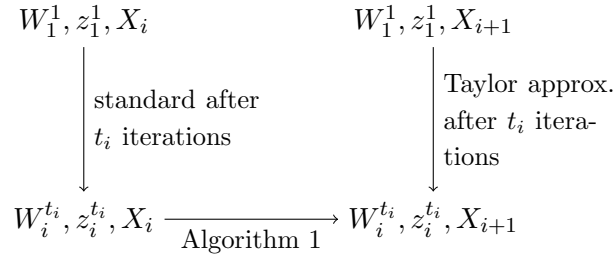 $W_1^1, z_1^1, X_i$ $W_1^1, z_1^1, X_{i+1}$
standard after
$t_i$ iterations
Taylor approx.
after $t_i$ itera-
tions
$W_i^{t_i}, z_i^{t_i}, X_i$ $W_i^{t_i}, z_i^{t_i}, X_{i+1}$
Algorithm 1